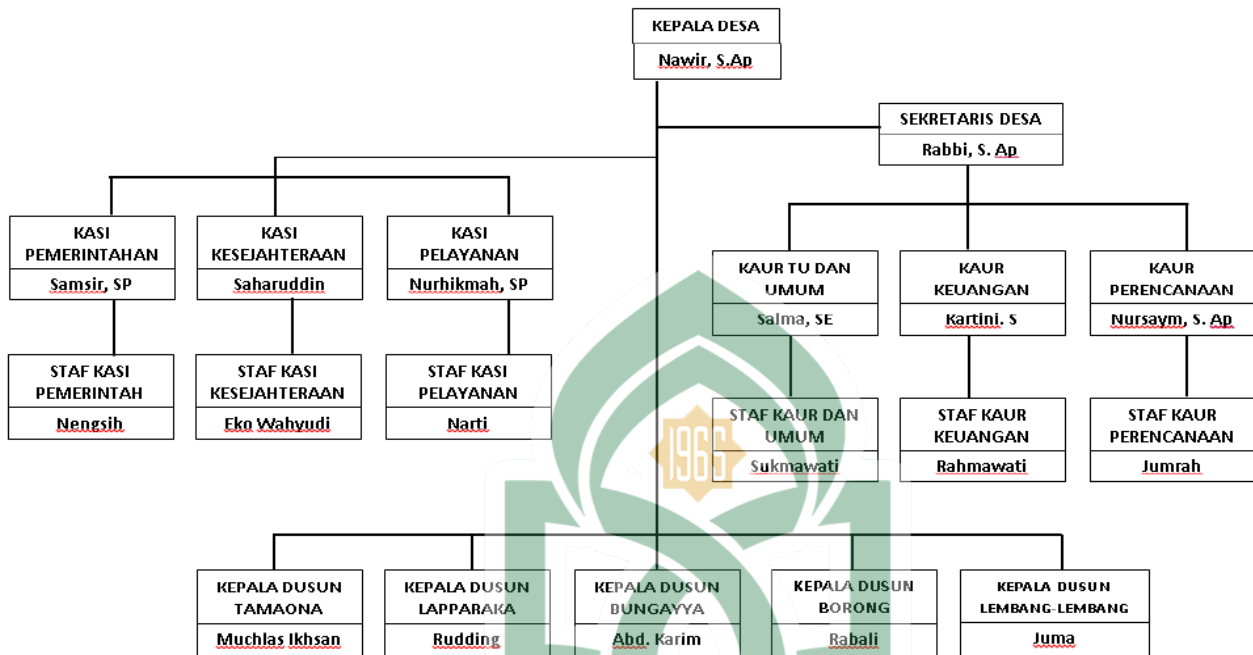 KEPALA DESA
Nawir, S.Ap
SEKRETARIS DESA
Rabbi, S. Ap
KASI
PEMERINTAHAN
Samsir, SP
KASI
KESEJAHTERAAN
Saharuddin
KASI
PELAYANAN
Nurhikmah, SP
KAUR TU DAN
UMUM
Salma, SE
KAUR
KEUANGAN
Kartini. S
KAUR
PERENCANAAN
Nursaym, S. Ap
STAF KASI
PEMERINTAH
Nengsih
STAF KASI
KESEJAHTERAAN
Eko Wahyudi
STAF KASI
PELAYANAN
Narti
STAF KAUR DAN
UMUM
Sukmawati
STAF KAUR
KEUANGAN
Rahmawati
STAF KAUR
PERENCANAAN
Jumrah
1965
KEPALA DUSUN
TAMAONA
Muchlas Ikhsan
KEPALA DUSUN
LAPPARAKA
Rudding
KEPALA DUSUN
BUNGAYYA
Abd. Karim
KEPALA DUSUN
BORONG
Rabali
KEPALA DUSUN
LEMBANG-LEMBANG
Juma